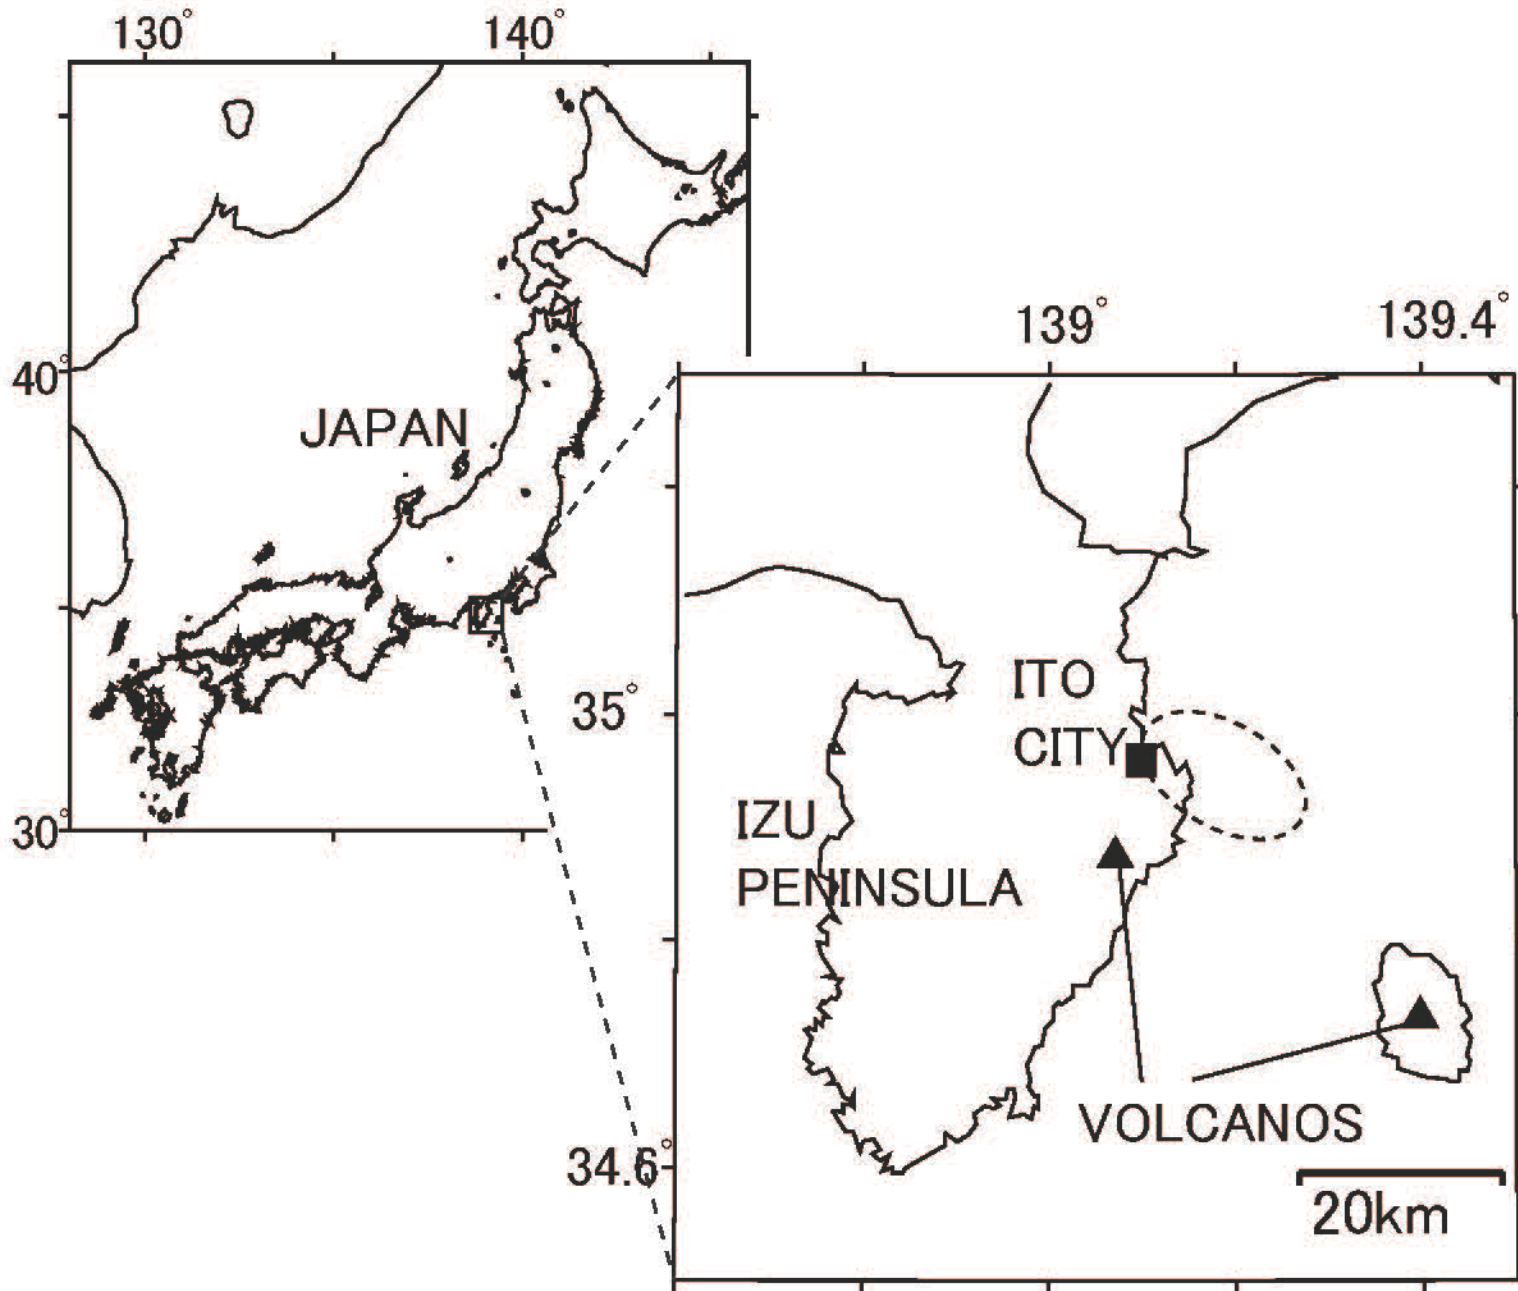 130° 140°
40°
JAPAN
30°
139° 139.4°
35°
ITO
CITY
IZU
PENINSULA
VOLCANOS
34.6°
20km